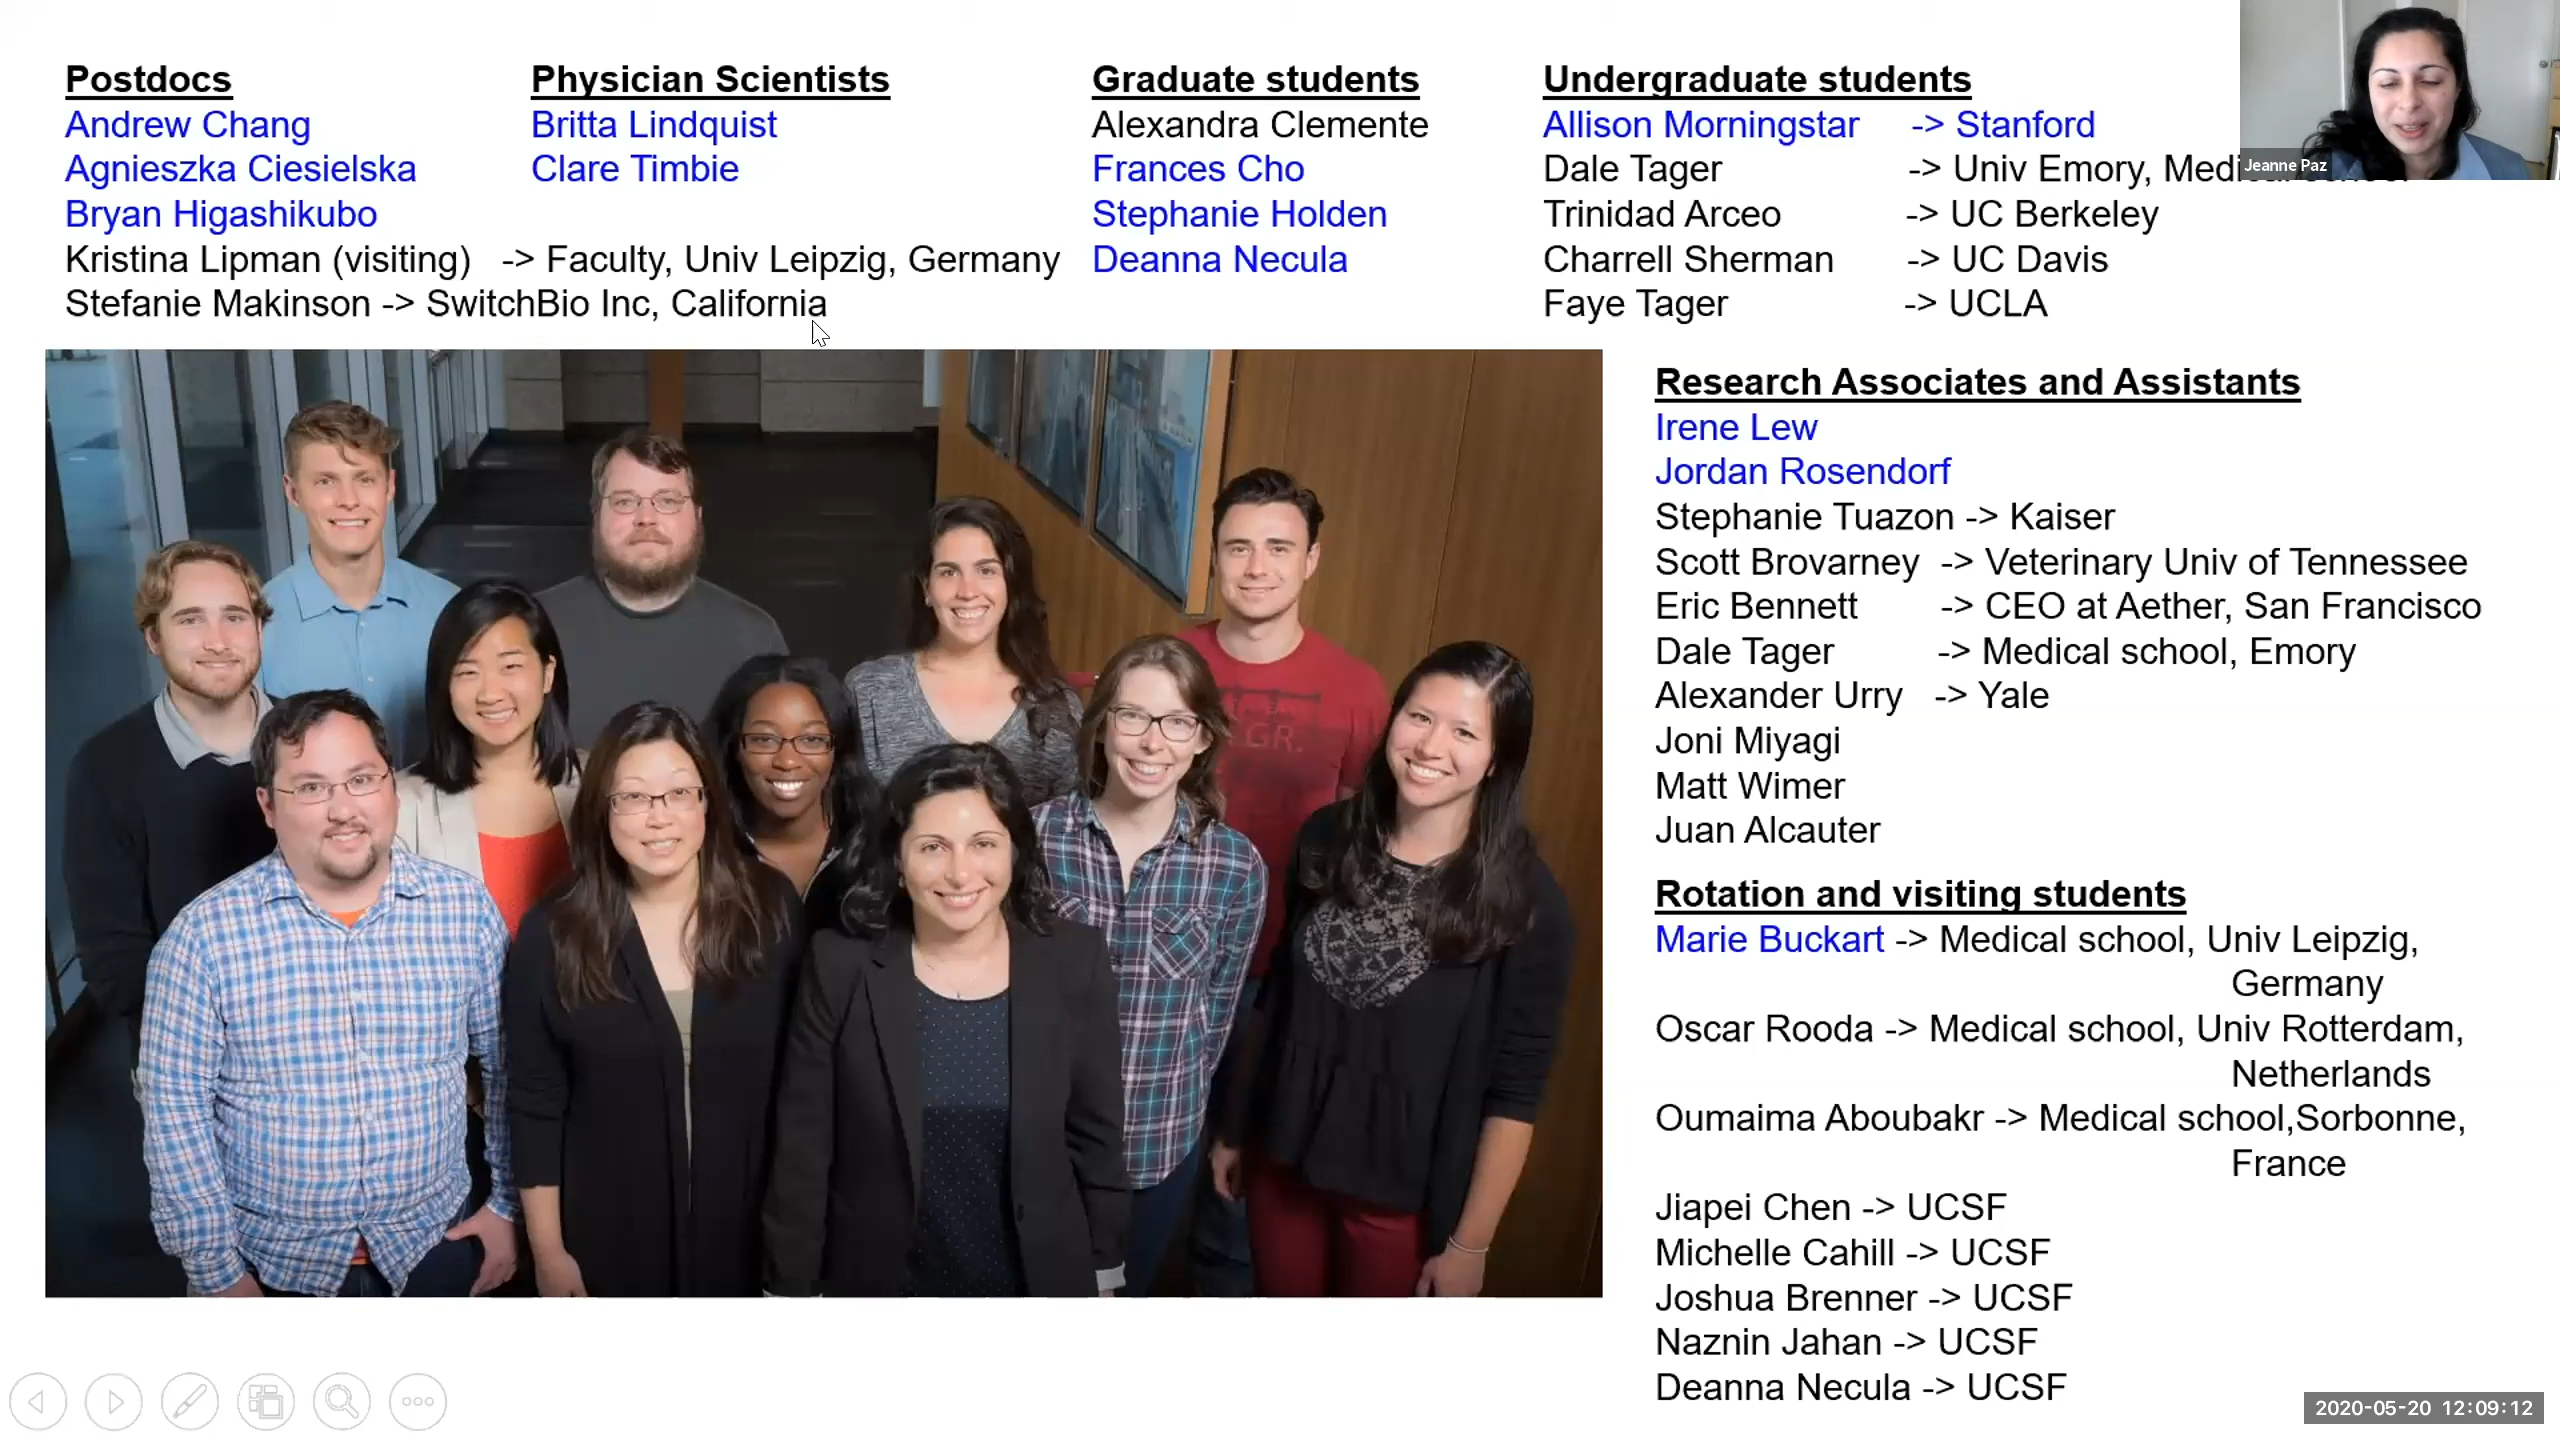 Postdocs
Andrew Chang
Agnieszka Ciesielska
Bryan Higashikubo
Kristina Lipman (visiting) -> Faculty, Univ Leipzig, Germany
Stefanie Makinson -> SwitchBio Inc, California
Physician Scientists
Britta Lindquist
Clare Timbie
Graduate students
Alexandra Clemente
Frances Cho
Stephanie Holden
Deanna Necula
Undergraduate students
Allison Morningstar -> Stanford
Dale Tager -> Univ Emory,
Trinidad Arceo -> UC Berkeley
Charrell Sherman -> UC Davis
Faye Tager -> UCLA
Jeanne Paz
GR.
Research Associates and Assistants
Irene Lew
Jordan Rosendorf
Stephanie Tuazon -> Kaiser
Scott Brovarney -> Veterinary Univ of Tennessee
Eric Bennett -> CEO at Aether, San Francisco
Dale Tager -> Medical school, Emory
Alexander Urry -> Yale
Joni Miyagi
Matt Wimer
Juan Alcauter
Rotation and visiting students
Marie Buckart -> Medical school, Univ Leipzig,
Germany
Oscar Rooda -> Medical school, Univ Rotterdam,
Netherlands
Oumaima Aboubakr -> Medical school,Sorbonne,
France
Jiapei Chen -> UCSF
Michelle Cahill -> UCSF
Joshua Brenner -> UCSF
Naznin Jahan -> UCSF
Deanna Necula -> UCSF
2020-05-20 12:09:12